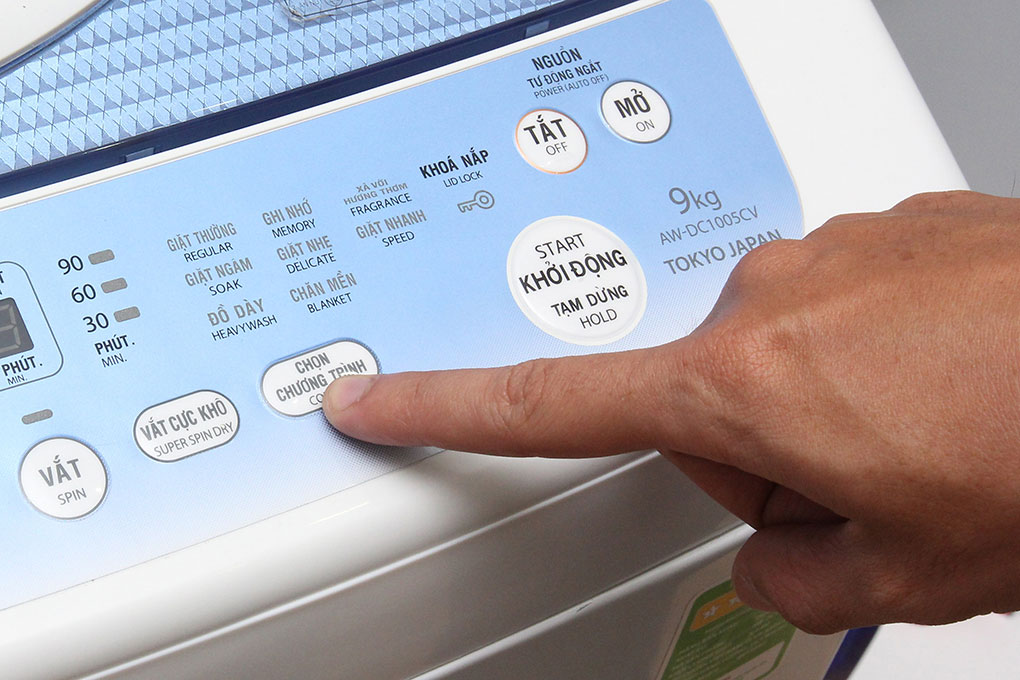 NGUỒN
TỰ ĐỘNG NGẮT
POWER (AUTO OFF)
TẮT
OFF
MỞ
ON
KHOÁ NẮP
LID LOCK
XẢ VỚI
HƯƠNG THƠM
FRAGRANCE
GIẶT NHANH
SPEED
GHI NHỚ
MEMORY
GIẶT NHẸ
DELICATE
CHĂN MỀN
BLANKET
GIẶT THƯỜNG
REGULAR
GIẶT NGÂM
SOAK
ĐỒ DÀY
HEAVY WASH
START
KHỞI ĐỘNG
TẠM DỪNG
HOLD
9kg
AW-DC1005CV
TOKYO JAPAN
90
60
30
PHÚT.
MIN.
PHÚT.
MIN.
CHỌN
CHƯƠNG TRÌNH
VẮT CỰC KHÔ
SUPER SPIN DRY
VẮT
SPIN